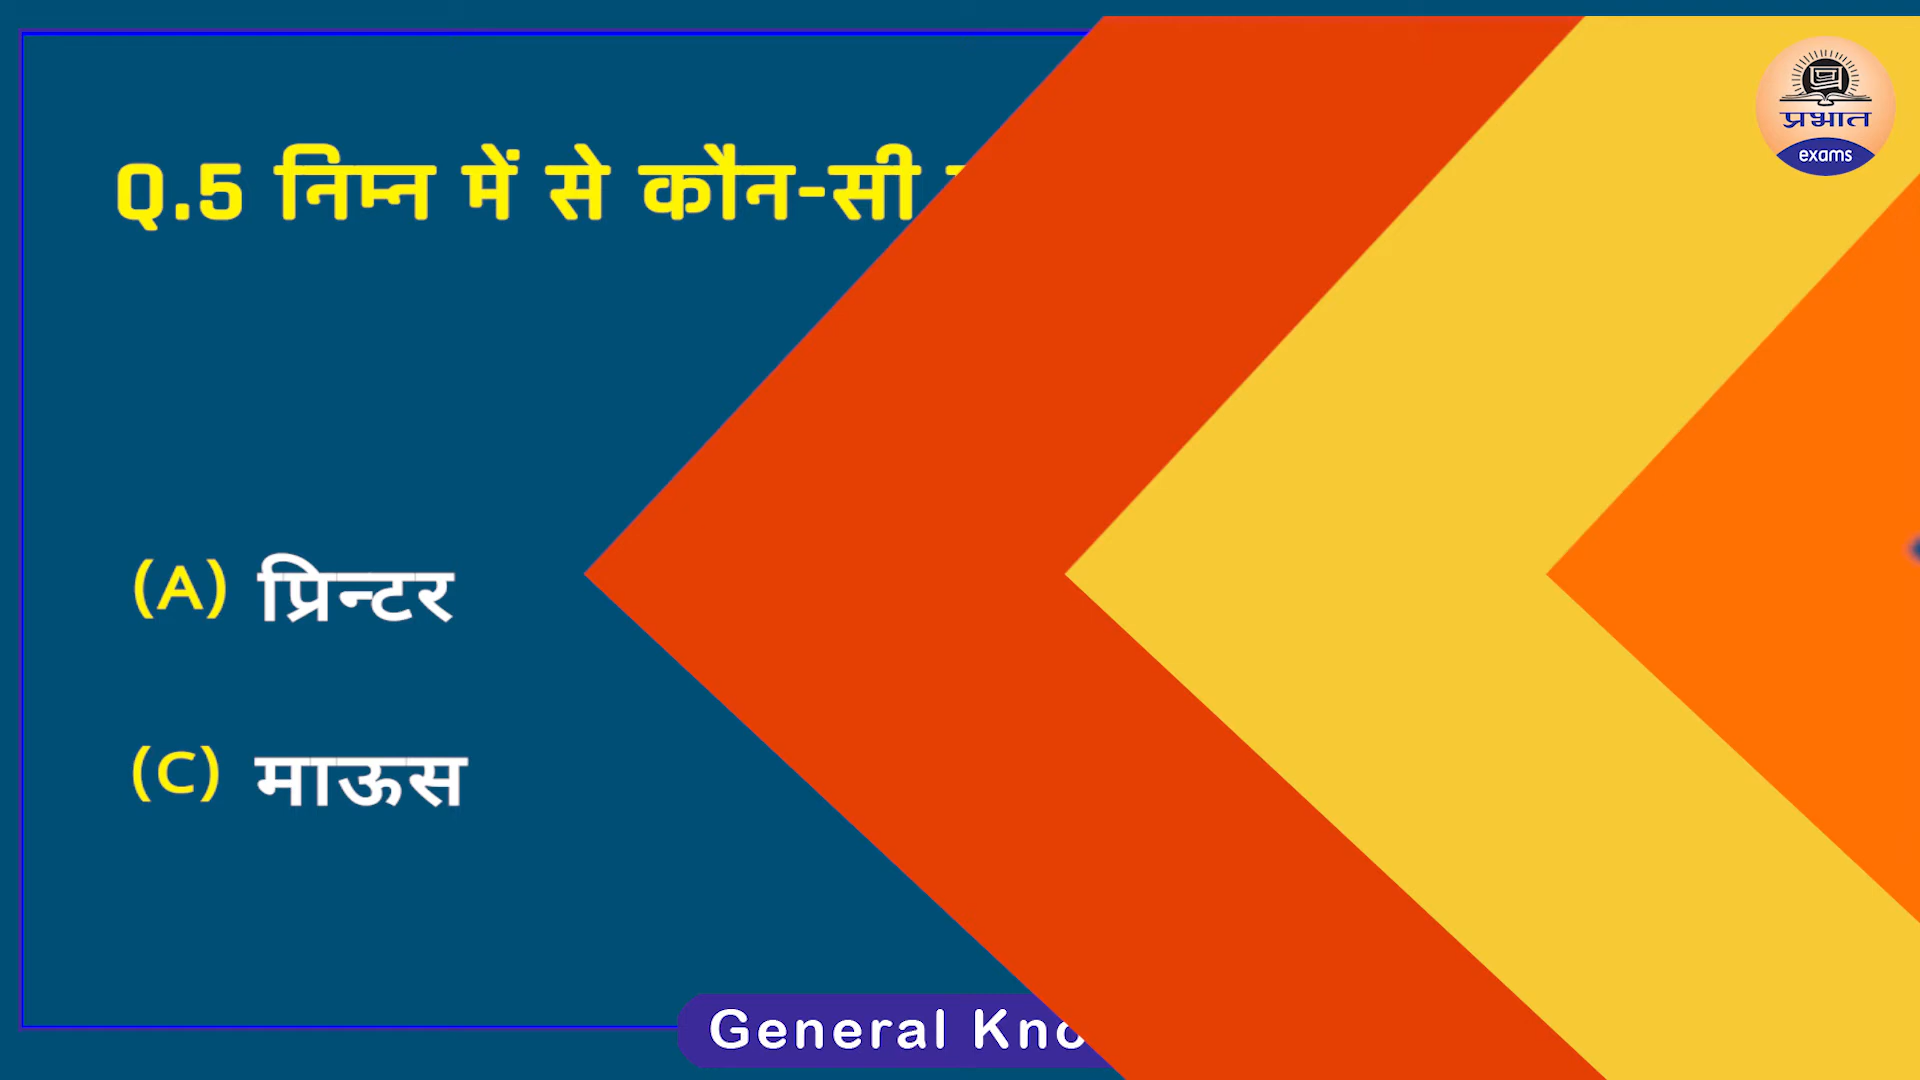 प्रभात
exams
Q.5 निम्न में से कौन-सी
(A) प्रिन्टर
(C) माऊस
General Kno